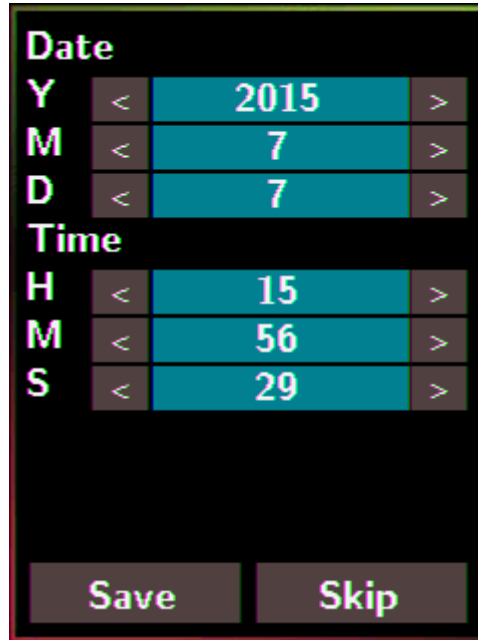 Date
Y < 2015 >
M < 7 >
D < 7 >
Time
H < 15 >
M < 56 >
S < 29 >
Save Skip